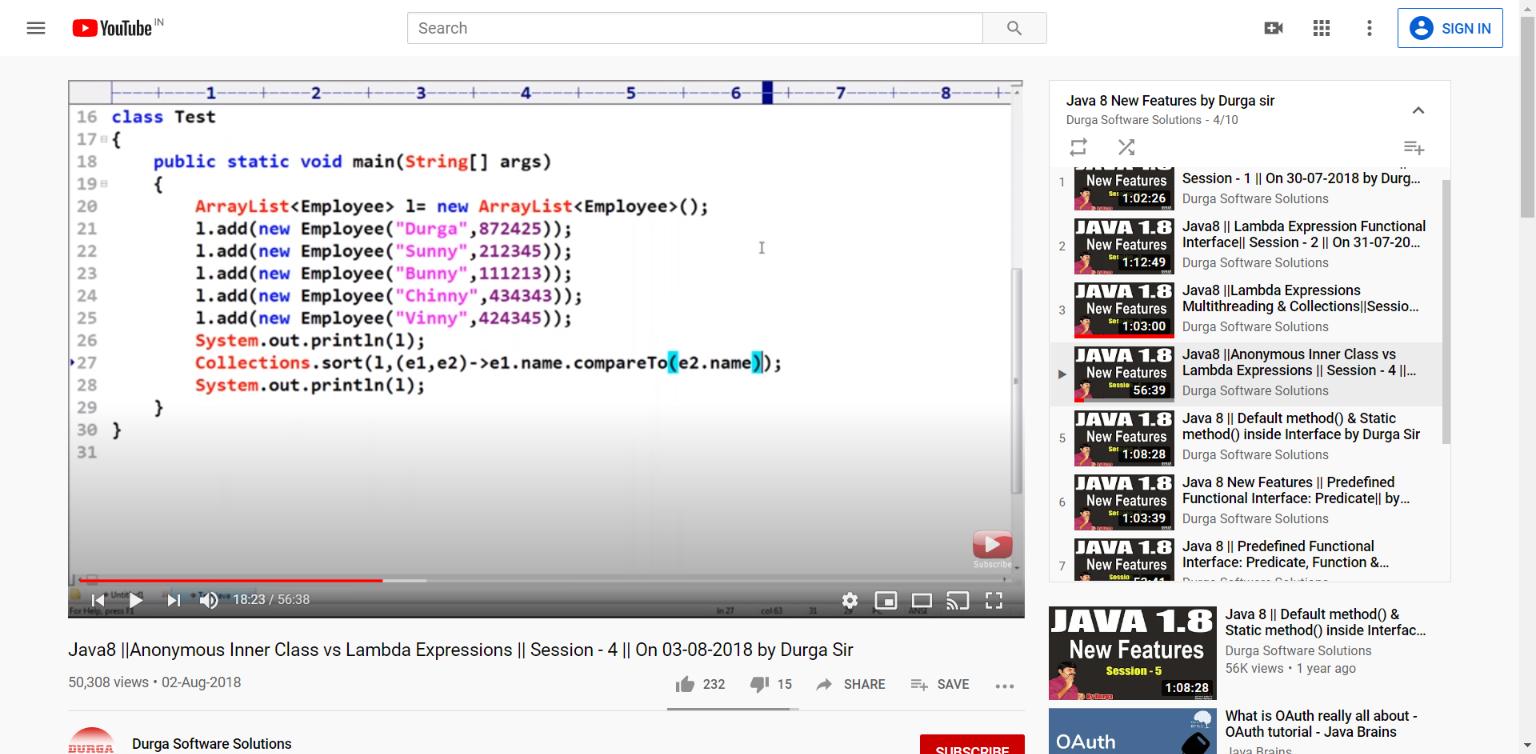 YouTube IN
Search
SIGN IN
1 2 3 4 5 6 7 8
16 class Test
17 {
18 public static void main(String[] args)
19 {
20 ArrayList<Employee> l= new ArrayList<Employee>();
21 l.add(new Employee("Durga",872425));
22 l.add(new Employee("Sunny",212345));
23 l.add(new Employee("Bunny",111213));
24 l.add(new Employee("Chinny",434343));
25 l.add(new Employee("Vinny",424345));
26 System.out.println(l);
27 Collections.sort(l,(e1,e2)->e1.name.compareTo(e2.name));
28 System.out.println(l);
29 }
30 }
31
Subscribe
For Help, press F1
18:23 / 56:38
ln 27 col 63 31
Java8 ||Anonymous Inner Class vs Lambda Expressions || Session - 4 || On 03-08-2018 by Durga Sir
50,308 views • 02-Aug-2018
232 15 SHARE SAVE
DURGA
Durga Software Solutions
SUBSCRIBE
Java 8 New Features by Durga sir
Durga Software Solutions - 4/10
1
New Features
1:02:26
Session - 1 || On 30-07-2018 by Durg...
Durga Software Solutions
2
JAVA 1.8
New Features
1:12:49
Java8 || Lambda Expression Functional
Interface|| Session - 2 || On 31-07-20...
Durga Software Solutions
3
JAVA 1.8
New Features
1:03:00
Java8 ||Lambda Expressions
Multithreading & Collections||Sessio...
Durga Software Solutions
JAVA 1.8
New Features
56:39
Java8 ||Anonymous Inner Class vs
Lambda Expressions || Session - 4 ||...
Durga Software Solutions
5
JAVA 1.8
New Features
1:08:28
Java 8 || Default method() & Static
method() inside Interface by Durga Sir
Durga Software Solutions
6
JAVA 1.8
New Features
1:03:39
Java 8 New Features || Predefined
Functional Interface: Predicate|| by...
Durga Software Solutions
7
JAVA 1.8
New Features
Java 8 || Predefined Functional
Interface: Predicate, Function &...
Durga Software Solutions
JAVA 1.8
New Features
Session - 5
1:08:28
Java 8 || Default method() &
Static method() inside Interfac...
Durga Software Solutions
56K views • 1 year ago
OAuth
What is OAuth really all about -
OAuth tutorial - Java Brains
Java Brains